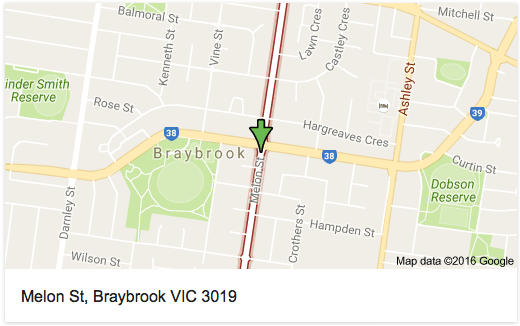 Balmoral St
Mitchell St
Kenneth St
Vine St
Lawn Cres
Castley Cres
inder Smith
Reserve
Rose St
Ashley St
39
Hargreaves Cres
38
Braybrook
38
Curtin St
Melon St
Darnley St
Dobson
Reserve
Crothers St
Hampden St
Wilson St
Map data ©2016 Google
Melon St, Braybrook VIC 3019